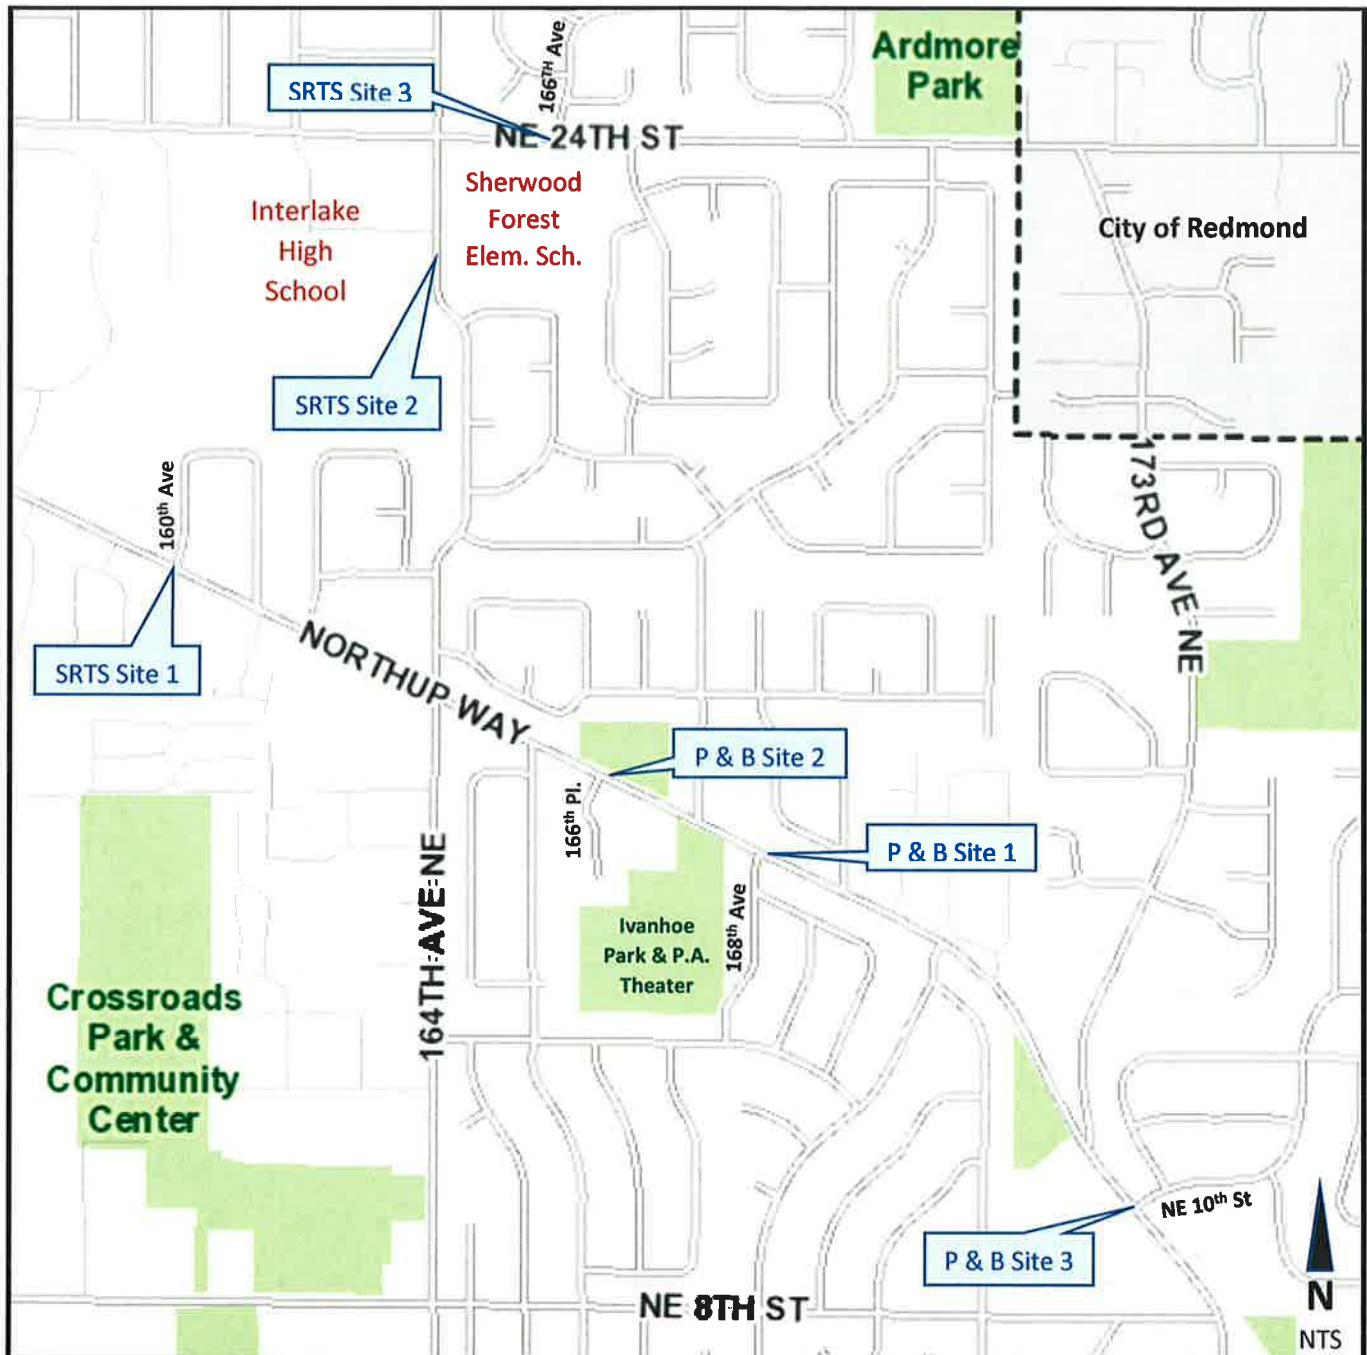 166TH Ave
Ardmore
Park
SRTS Site 3
NE 24TH ST
Sherwood
Forest
Elem. Sch.
Interlake
High
School
City of Redmond
SRTS Site 2
160th Ave
173RD AVE NE
SRTS Site 1
NORTHUP WAY
P & B Site 2
166th Pl.
P & B Site 1
164TH AVE NE
168th Ave
Ivanhoe
Park & P.A.
Theater
Crossroads
Park &
Community
Center
NE 10th St
P & B Site 3
NE 8TH ST
N
NTS